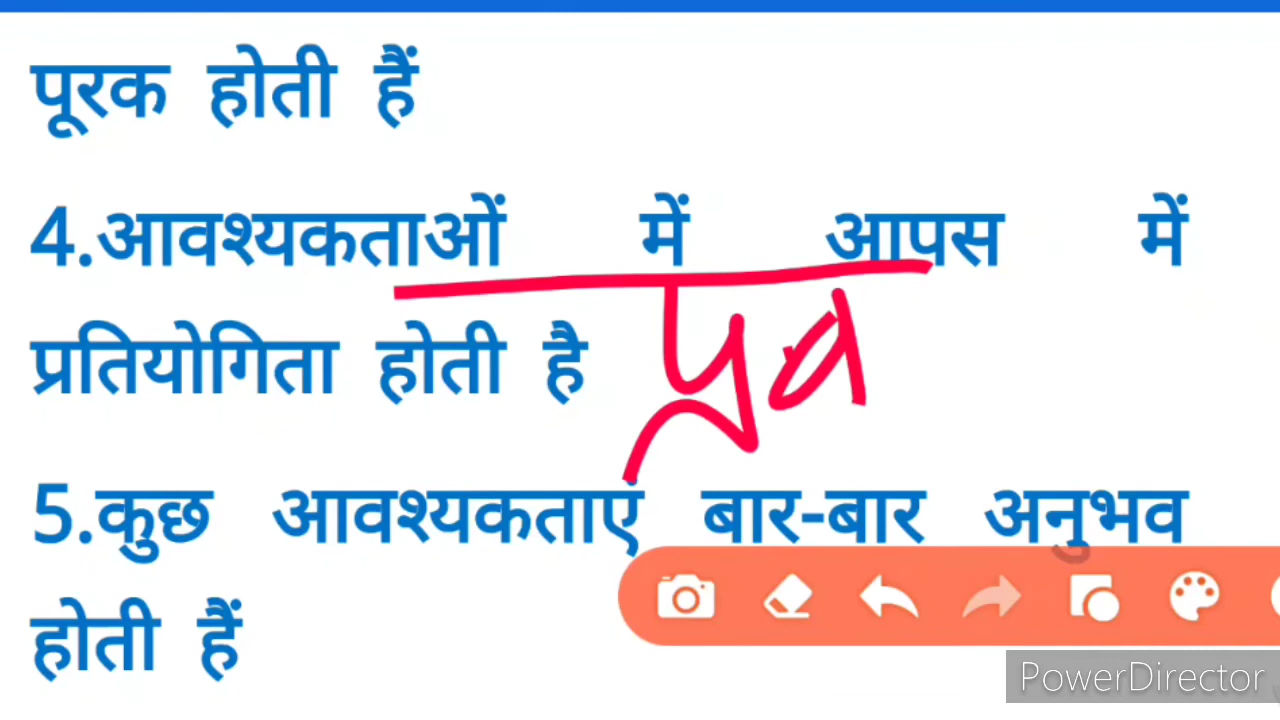 पूरक होती हैं
4.आवश्यकताओं में आपस में
प्रतियोगिता होती है
5.कुछ आवश्यकताएं बार-बार अनुभव
होती हैं
PowerDirector